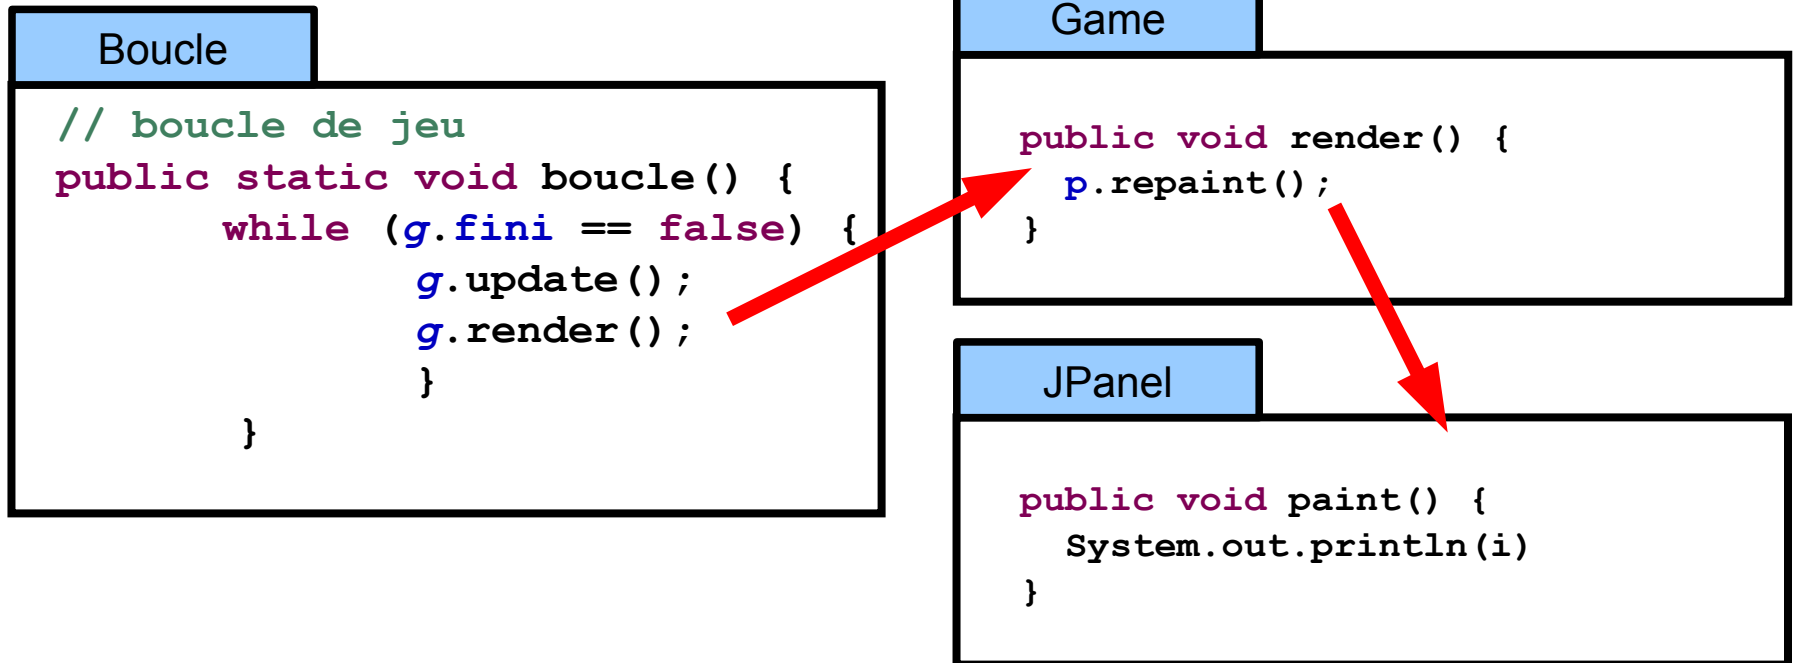 Boucle
// boucle de jeu
public static void boucle() {
while (g.fini == false) {
g.update();
g.render();
}
}
Game
public void render() {
p.repaint();
}
JPanel
public void paint() {
System.out.println(i)
}